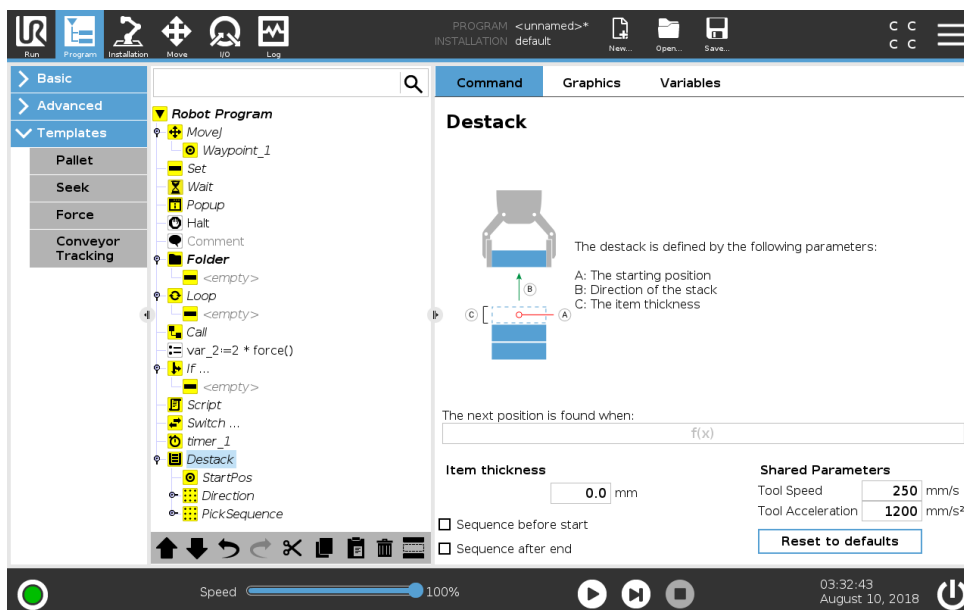 PROGRAM <unnamed>*
INSTALLATION default
UR
Run
Program
Installation
Move
I/O
Log
New...
Open...
Save...
C C
C C
Basic
Advanced
Templates
Pallet
Seek
Force
Conveyor
Tracking
Robot Program
MoveJ
Waypoint_1
Set
Wait
Popup
Halt
Comment
Folder
<empty>
Loop
<empty>
Call
var_2:=2 * force()
If ...
<empty>
Script
Switch ...
timer_1
Destack
StartPos
Direction
PickSequence
Command
Graphics
Variables
Destack
B
C
A
The destack is defined by the following parameters:
A: The starting position
B: Direction of the stack
C: The item thickness
The next position is found when:
f(x)
Item thickness
0.0 mm
Sequence before start
Sequence after end
Shared Parameters
Tool Speed 250 mm/s
Tool Acceleration 1200 mm/s²
Reset to defaults
Speed
100%
03:32:43
August 10, 2018